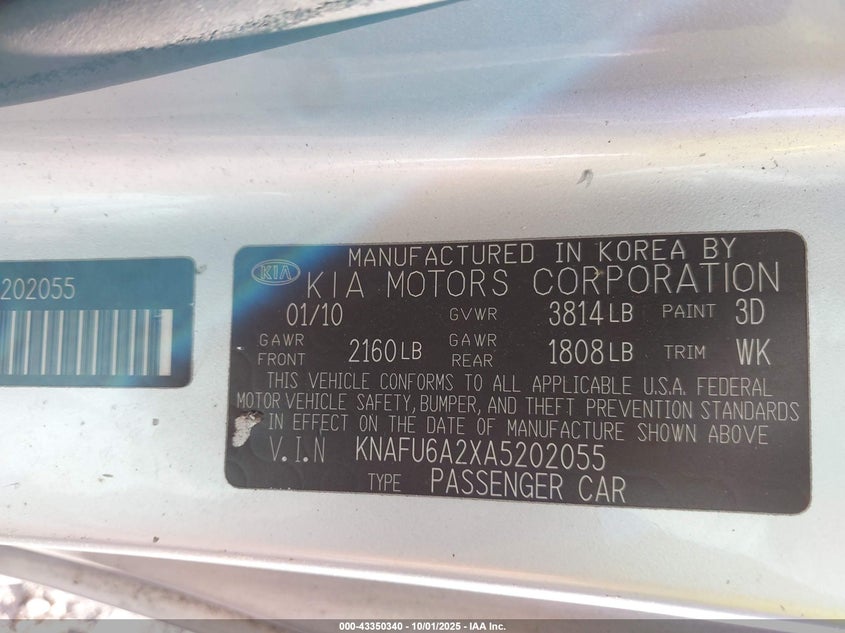 202055
MANUFACTURED IN KOREA BY
KIA KIA MOTORS CORPORATION
01/10 GVWR 3814 LB PAINT 3D
GAWR FRONT 2160 LB GAWR REAR 1808 LB TRIM WK
THIS VEHICLE CONFORMS TO ALL APPLICABLE U.S.A. FEDERAL
MOTOR VEHICLE SAFETY, BUMPER, AND THEFT PREVENTION STANDARDS
IN EFFECT ON THE DATE OF MANUFACTURE SHOWN ABOVE
V.I.N KNAFU6A2XA5202055
TYPE PASSENGER CAR
000-43350340 - 10/01/2025 - IAA Inc.